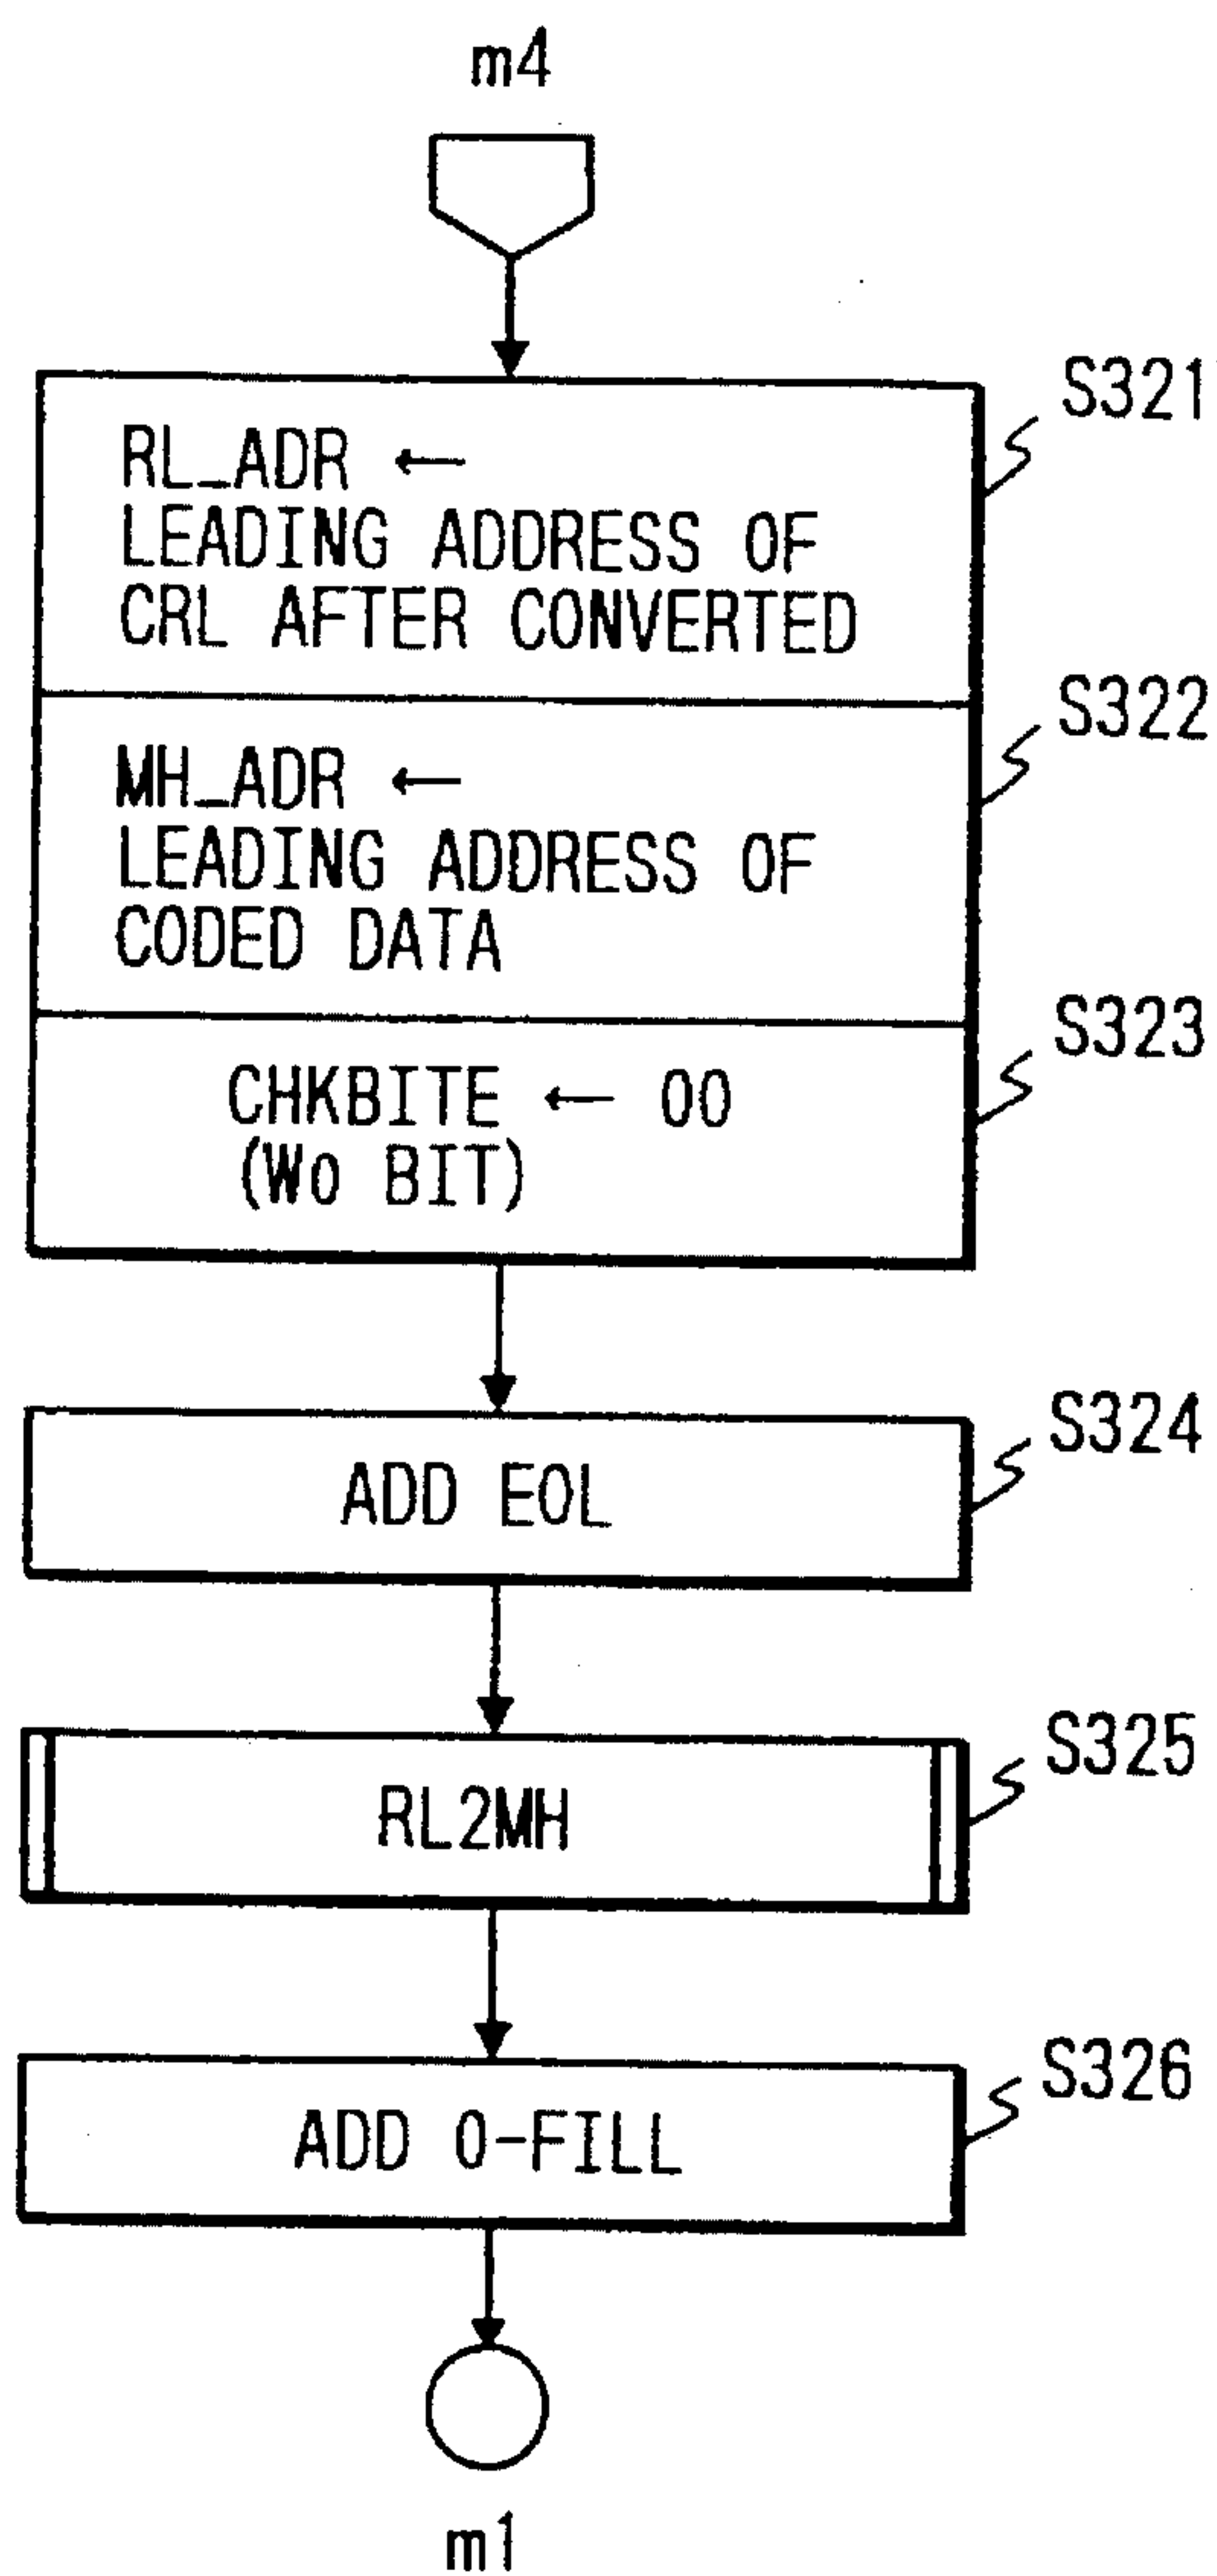 m4
S321
RL_ADR ←
LEADING ADDRESS OF
CRL AFTER CONVERTED
S322
MH_ADR ←
LEADING ADDRESS OF
CODED DATA
S323
CHKBITE ← 00
(W0 BIT)
S324
ADD EOL
S325
RL2MH
S326
ADD 0-FILL
m1